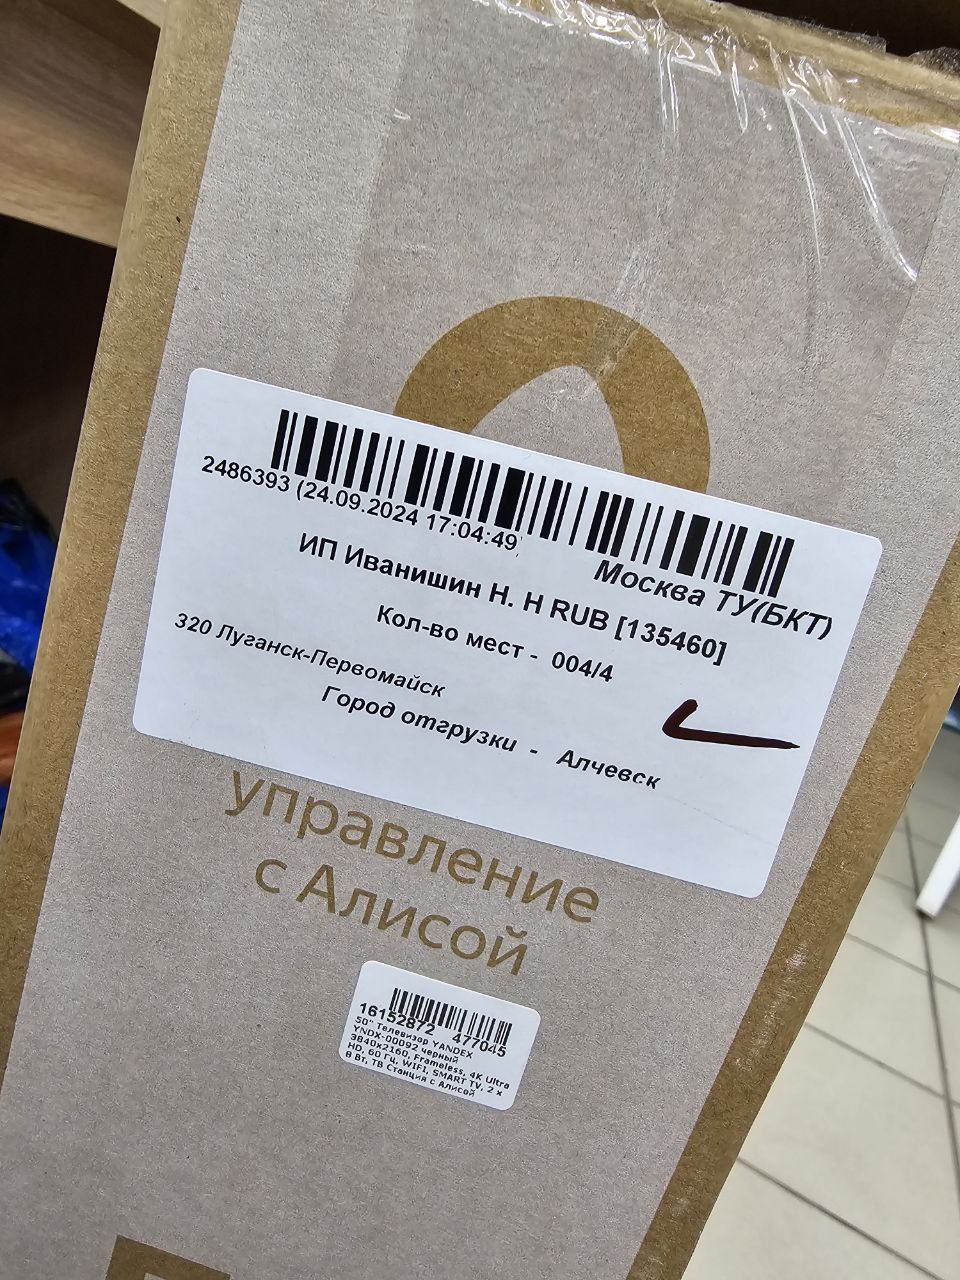 2486393 (24.09.2024 17:04:49)
Москва ТУ(БКТ)
ИП Иванишин Н. Н RUB [135460]
Кол-во мест - 004/4
320 Луганск-Первомайск
Город отгрузки - Алчевск
управление
с Алисой
16152872 477045
50" Телевизор YANDEX
YNDX-00092 черный
3840x2160, Frameless, 4K Ultra
HD, 60 Гц, WIFI, SMART TV, 2 x
8 Вт, ТВ Станция с Алисой